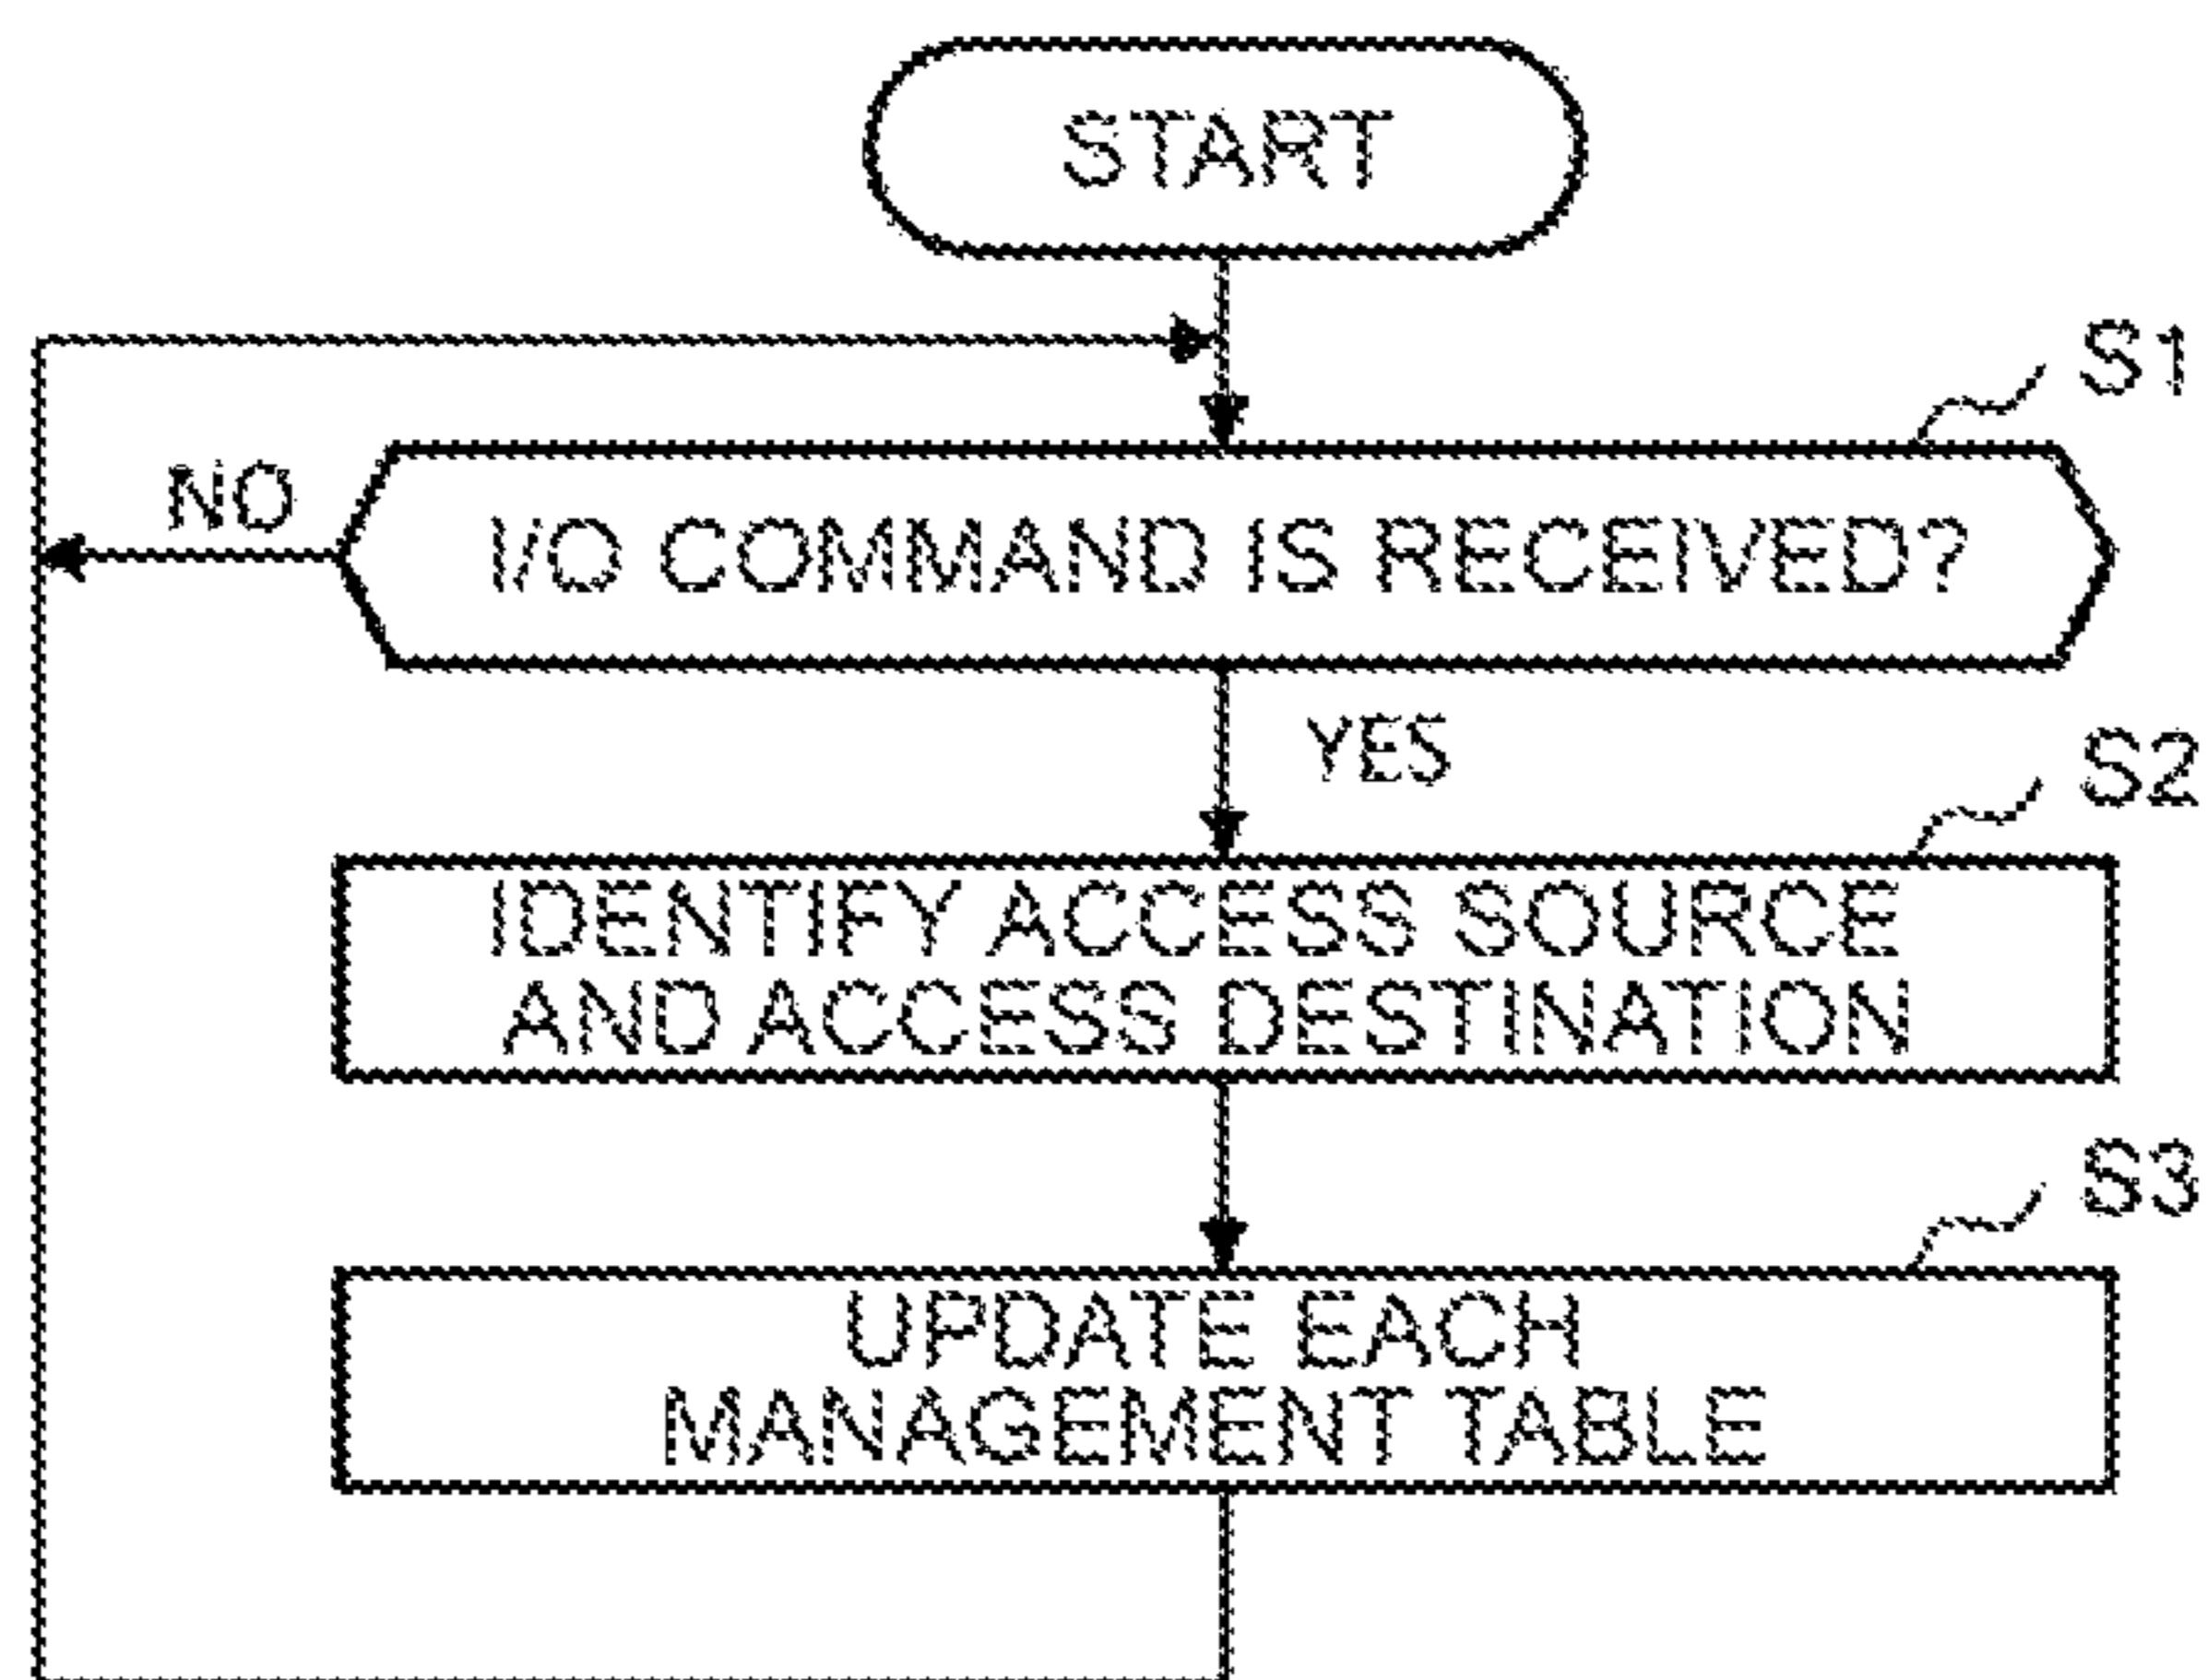 START
S1
NO
I/O COMMAND IS RECEIVED?
YES
S2
IDENTIFY ACCESS SOURCE
AND ACCESS DESTINATION
S3
UPDATE EACH
MANAGEMENT TABLE